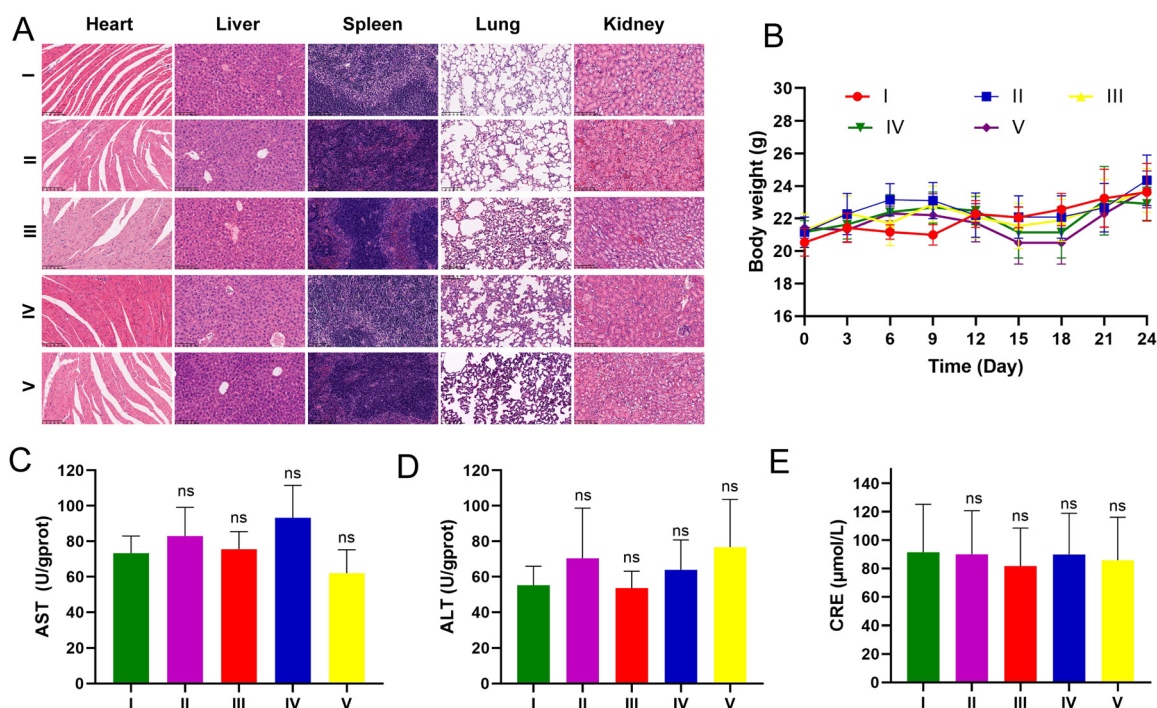 A
Heart Liver Spleen Lung Kidney
I
II
III
IV
V
B
I II III
IV V
Body weight (g)
30
28
26
24
22
20
18
16
0 3 6 9 12 15 18 21 24
Time (Day)
C
AST (U/gprot)
120
100
80
60
40
20
0
ns ns ns ns
I II III IV V
D
ALT (U/gprot)
120
100
80
60
40
20
0
ns ns ns ns
I II III IV V
E
CRE (μmol/L)
140
120
100
80
60
40
20
0
ns ns ns ns
I II III IV V